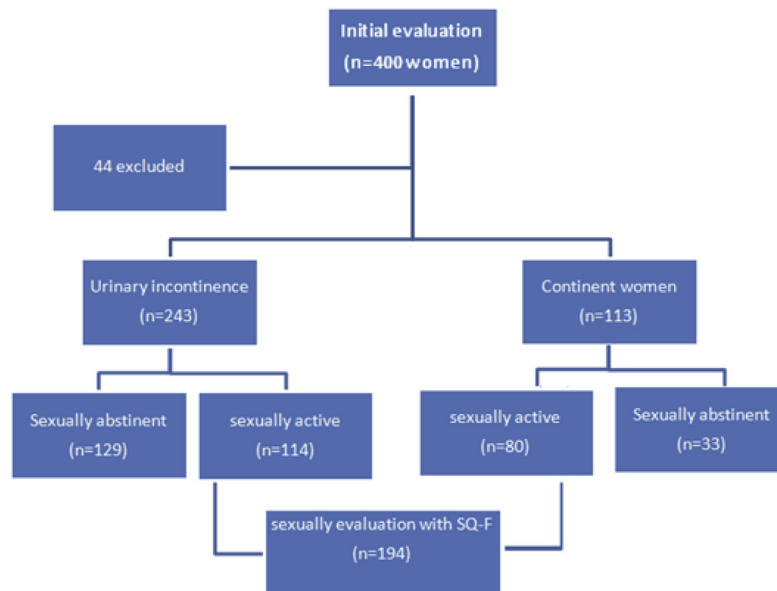 Initial evaluation
(n=400 women)
44 excluded
Urinary incontinence
(n=243)
Continent women
(n=113)
Sexually abstinent
(n=129)
sexually active
(n=114)
sexually active
(n=80)
Sexually abstinent
(n=33)
sexually evaluation with SQ-F
(n=194)